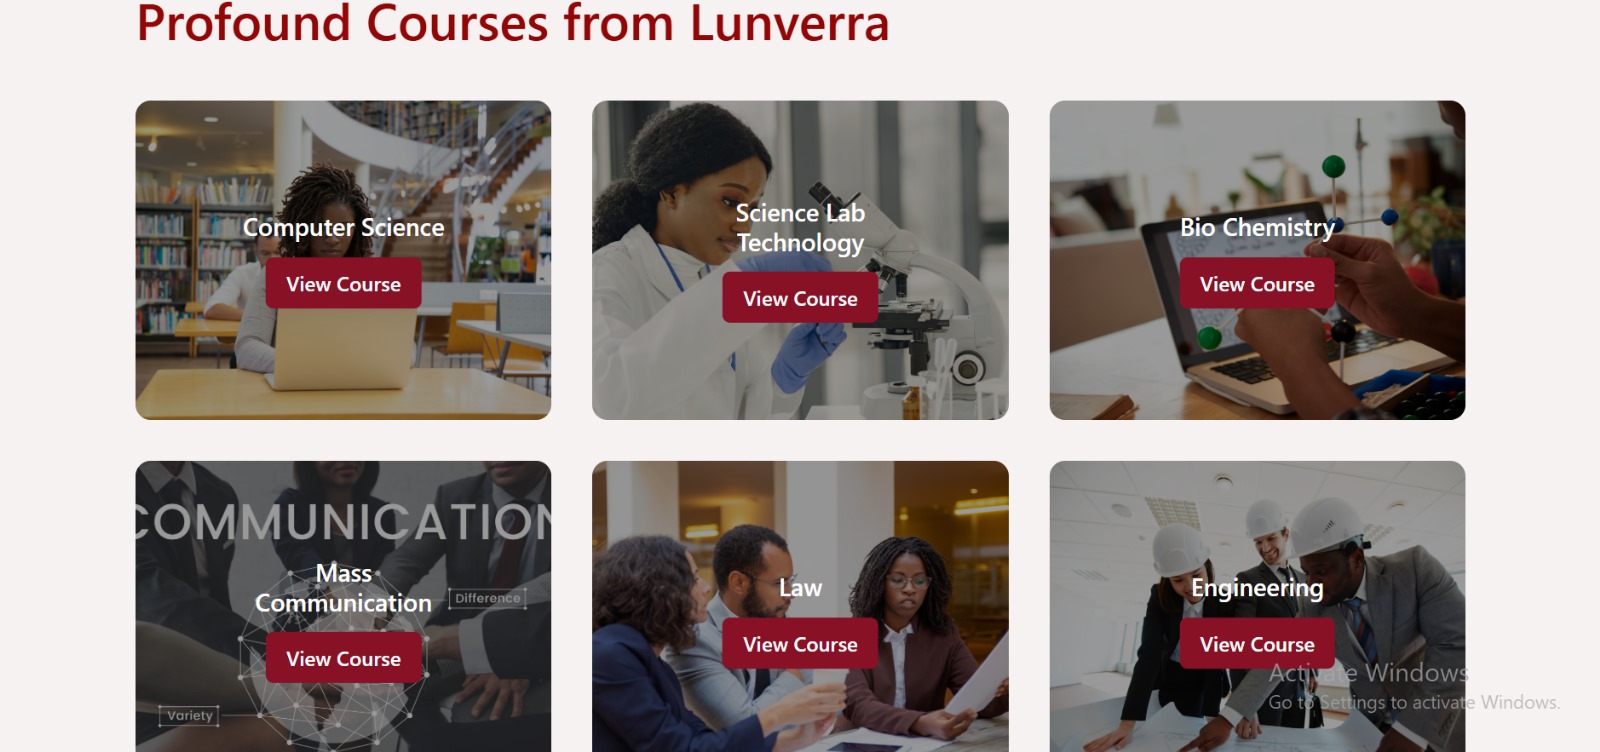 Profound Courses from Lunverra
Computer Science
View Course
Science Lab
Technology
View Course
Bio Chemistry
View Course
COMMUNICATION
Mass
Communication
Difference
View Course
Variety
Law
View Course
Engineering
View Course
Activate Windows
Go to Settings to activate Windows.